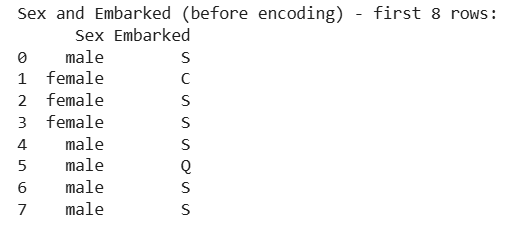 Sex and Embarked (before encoding) - first 8 rows:
      Sex Embarked
0    male        S
1  female        C
2  female        S
3  female        S
4    male        S
5    male        Q
6    male        S
7    male        S